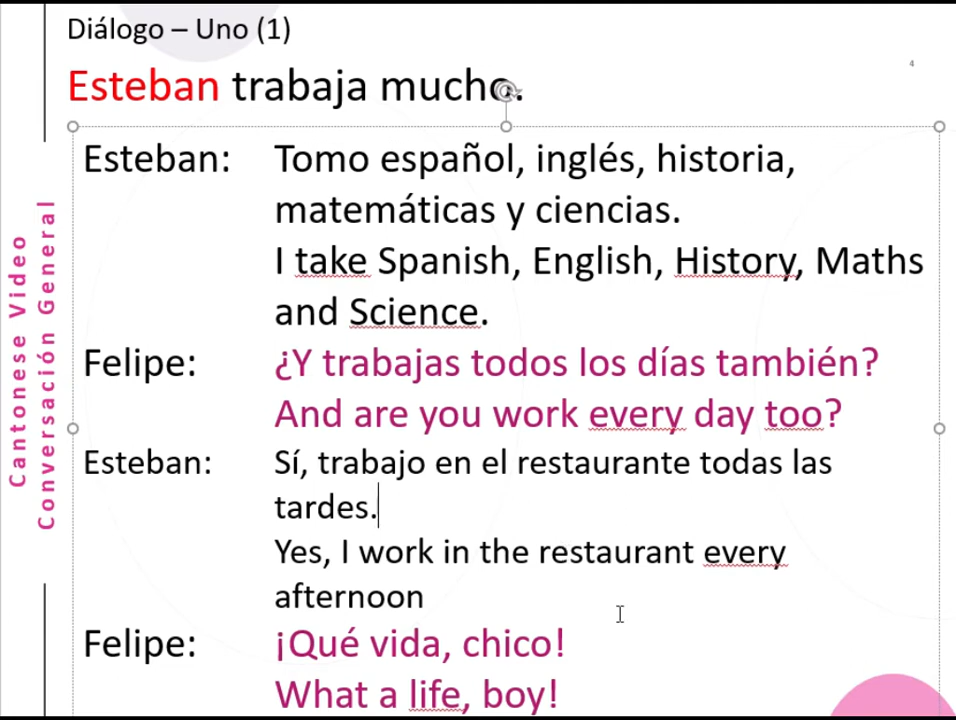 Diálogo – Uno (1)
4
Esteban trabaja mucho.
Esteban: Tomo español, inglés, historia,
matemáticas y ciencias.
I take Spanish, English, History, Maths
and Science.
Felipe: ¿Y trabajas todos los días también?
And are you work every day too?
Esteban: Sí, trabajo en el restaurante todas las
tardes.
Yes, I work in the restaurant every
afternoon
Felipe: ¡Qué vida, chico!
What a life, boy!
Cantonese Video
Conversación General